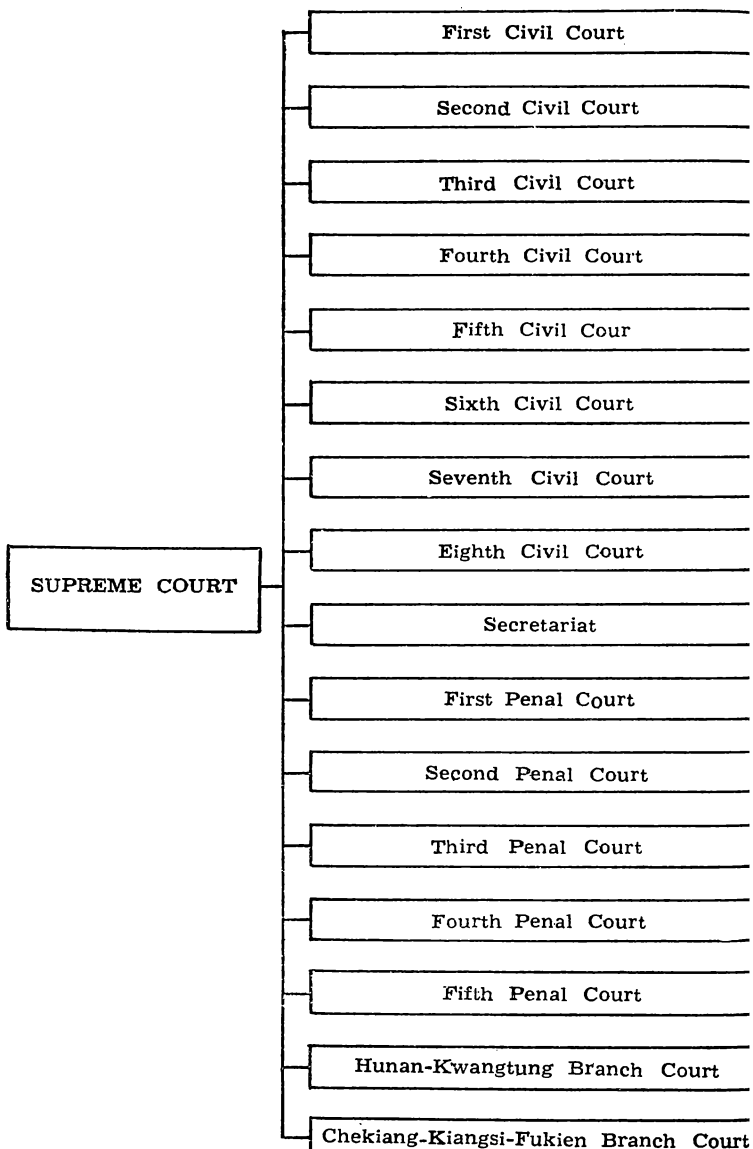 First Civil Court
Second Civil Court
Third Civil Court
Fourth Civil Court
Fifth Civil Cour
Sixth Civil Court
Seventh Civil Court
Eighth Civil Court
SUPREME COURT
Secretariat
First Penal Court
Second Penal Court
Third Penal Court
Fourth Penal Court
Fifth Penal Court
Hunan-Kwangtung Branch Court
Chekiang-Kiangsi-Fukien Branch Court